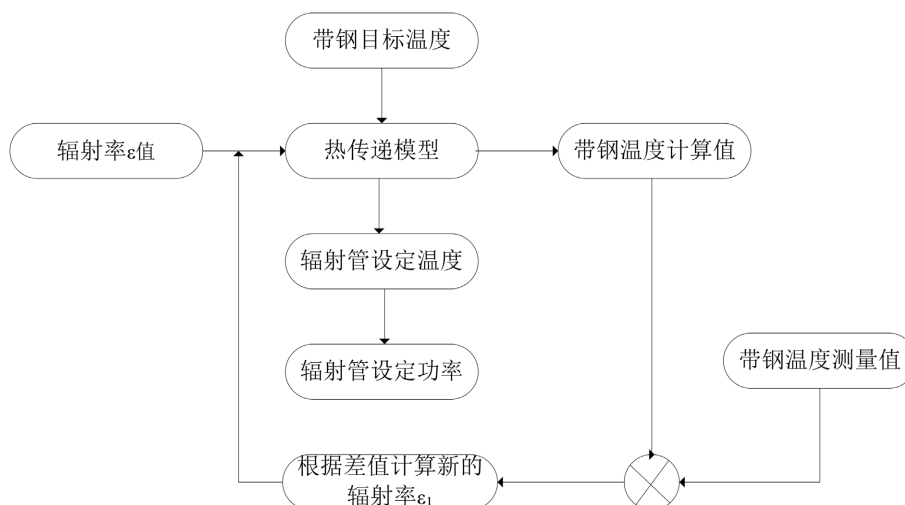 带钢目标温度
辐射率ε值
热传递模型
带钢温度计算值
辐射管设定温度
辐射管设定功率
带钢温度测量值
根据差值计算新的
辐射率ε₁